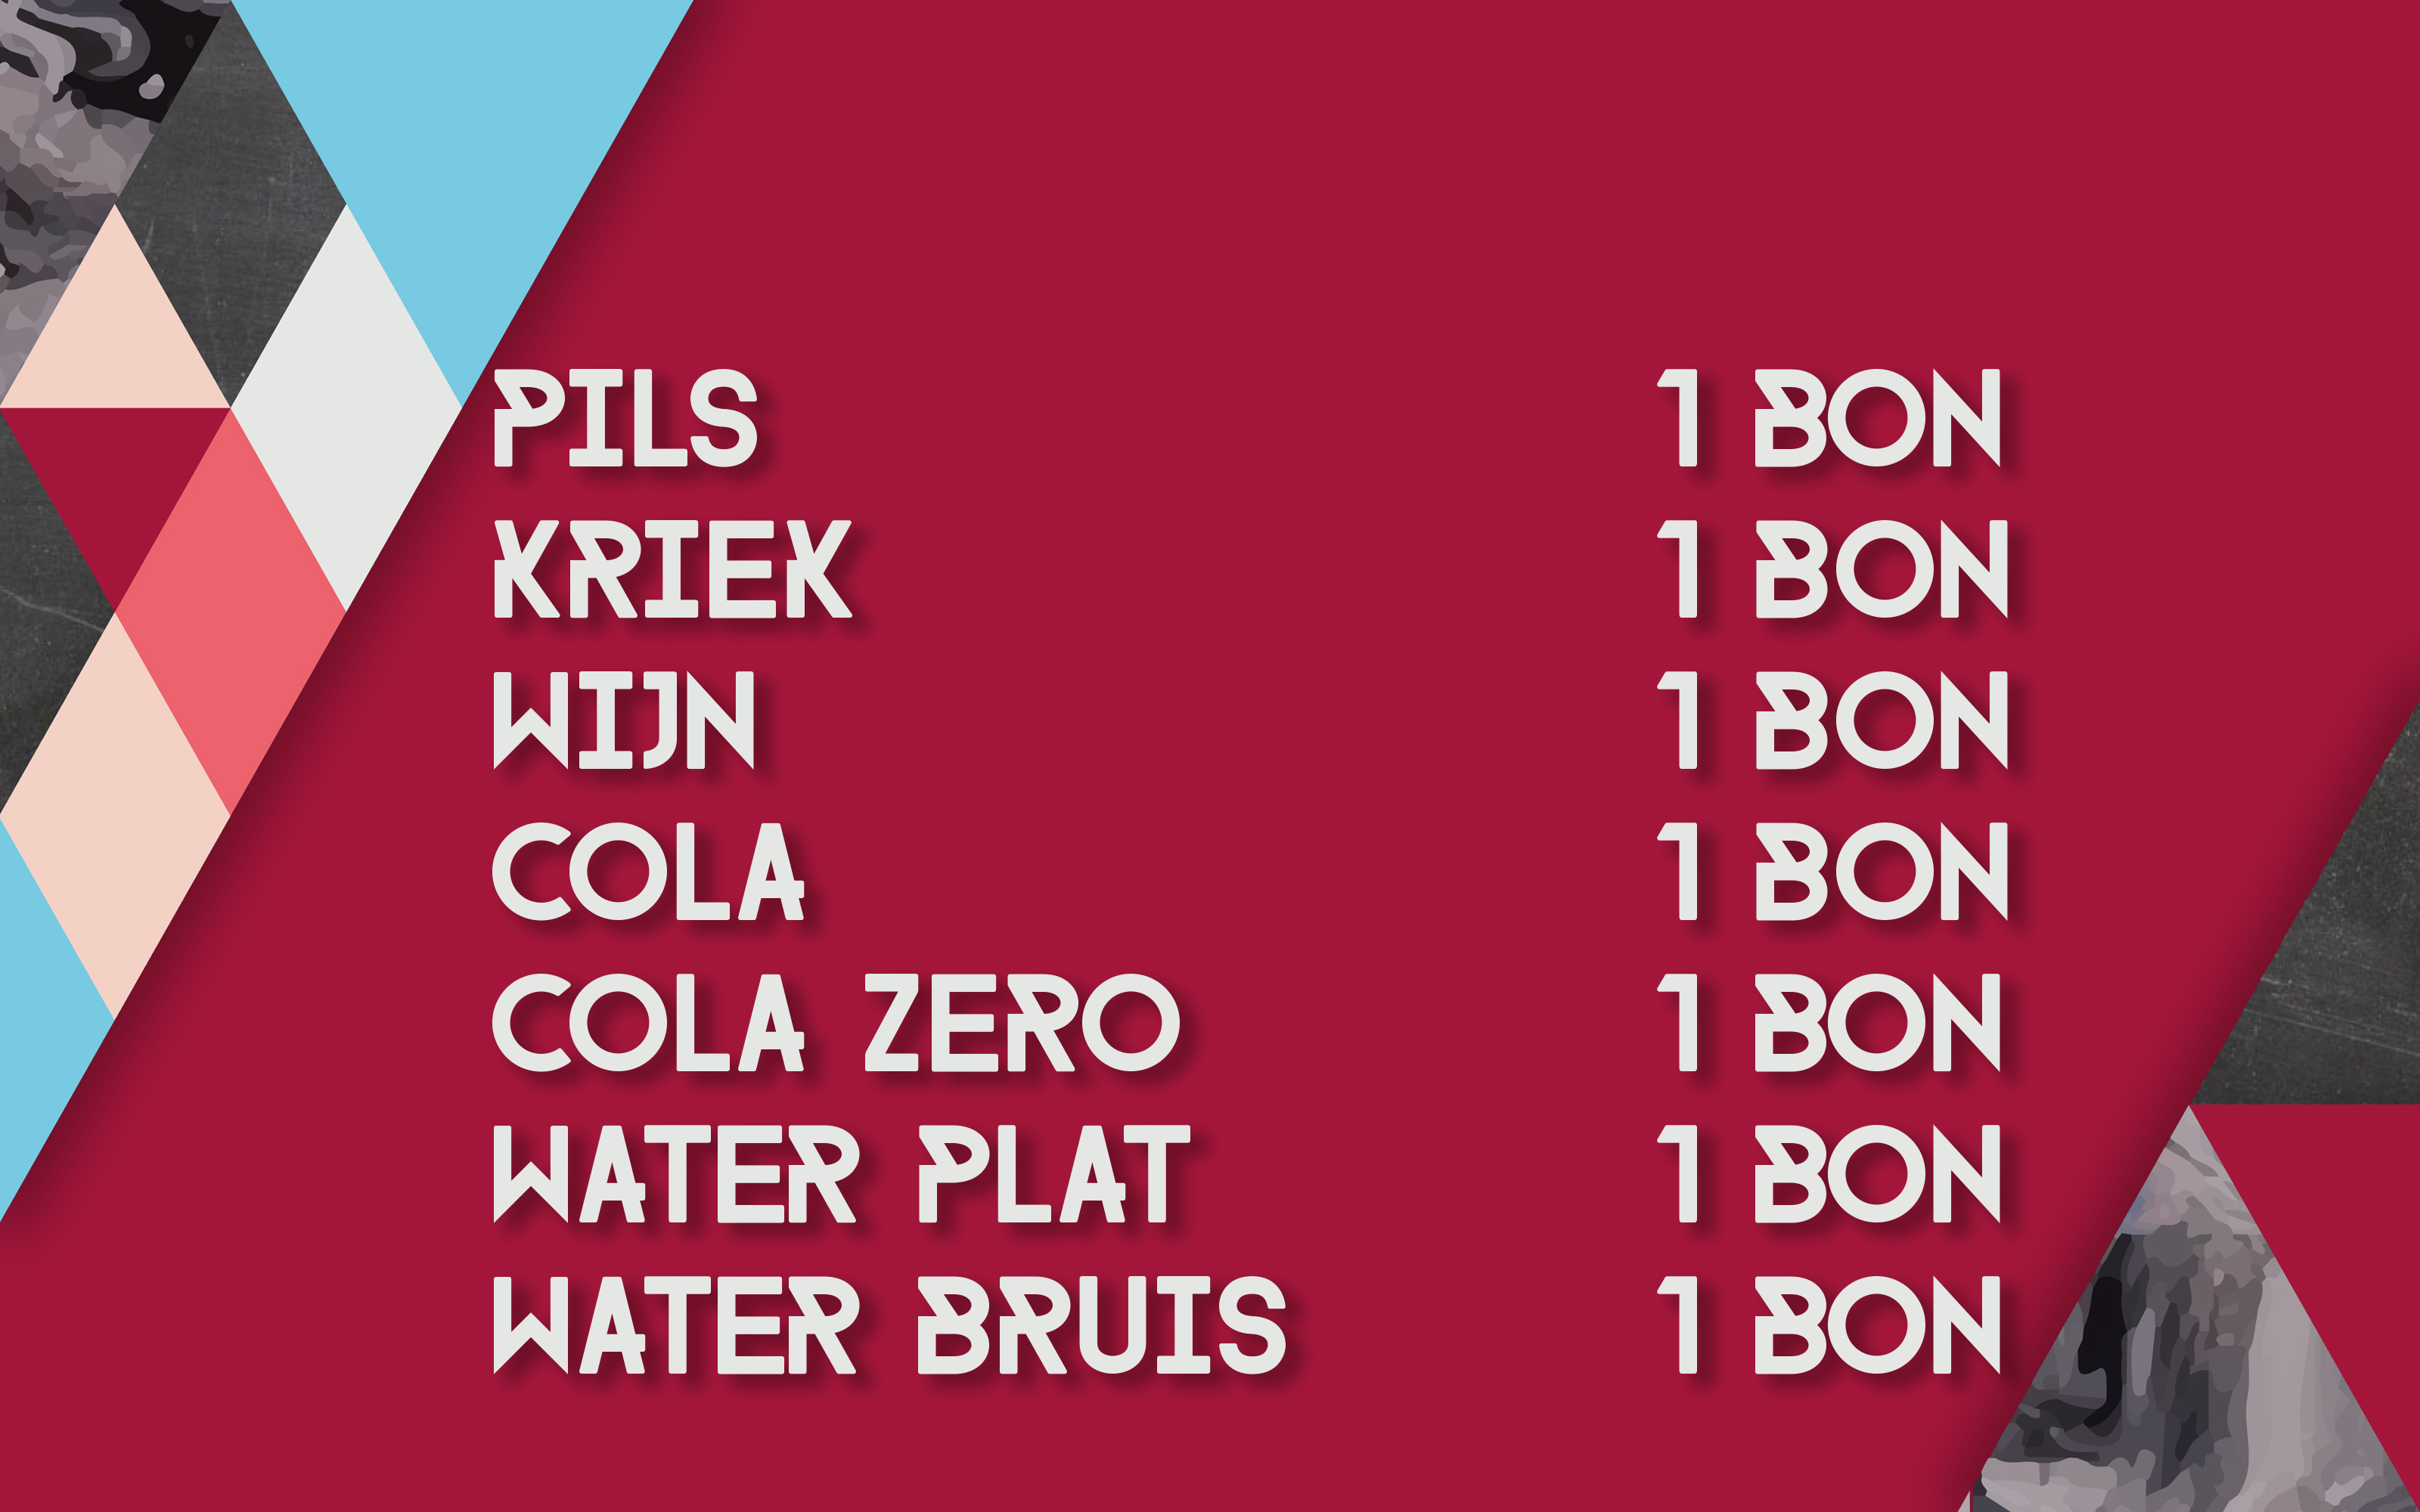 PILS 1 BON
KRIEK 1 BON
WIJN 1 BON
COLA 1 BON
COLA ZERO 1 BON
WATER PLAT 1 BON
WATER BRUIS 1 BON